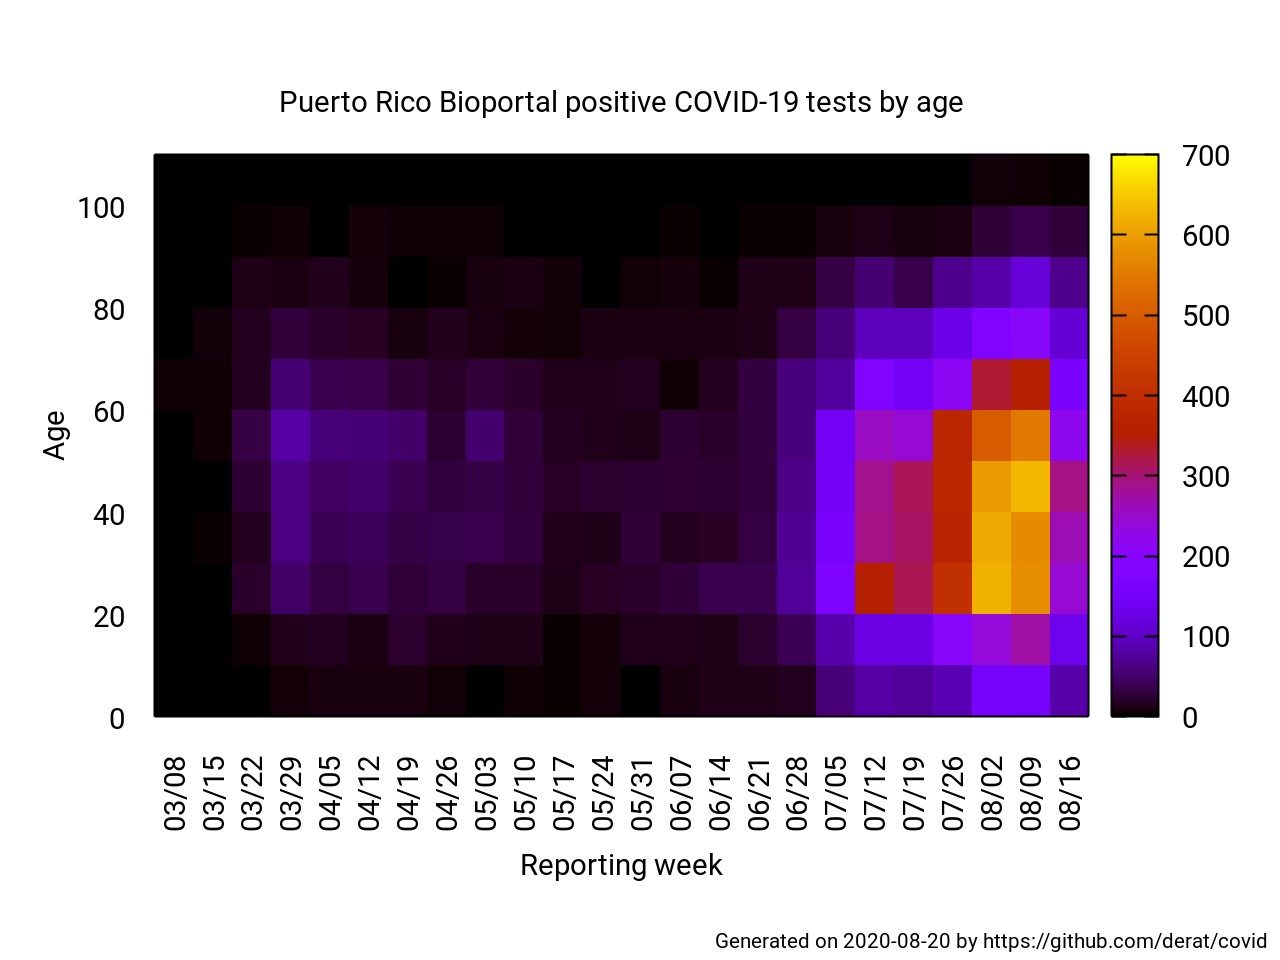 Puerto Rico Bioportal positive COVID-19 tests by age
700
600
500
400
300
200
100
0
Age
100
80
60
40
20
0
03/08 03/15 03/22 03/29 04/05 04/12 04/19 04/26 05/03 05/10 05/17 05/24 05/31 06/07 06/14 06/21 06/28 07/05 07/12 07/19 07/26 08/02 08/09 08/16
Reporting week
Generated on 2020-08-20 by https://github.com/derat/covid